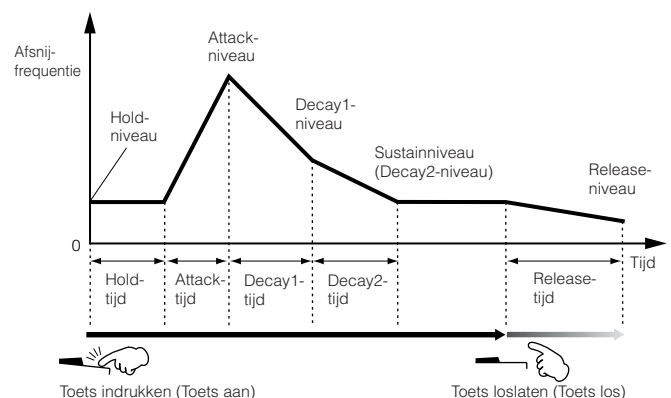 Attack-
niveau
Afsnij-
frequentie
Decay1-
niveau
Hold-
niveau
Sustainniveau
(Decay2-niveau)
Release-
niveau
0
Tijd
Hold-
tijd
Attack-
tijd
Decay1-
tijd
Decay2-
tijd
Release-
tijd
Toets indrukken (Toets aan)
Toets loslaten (Toets los)